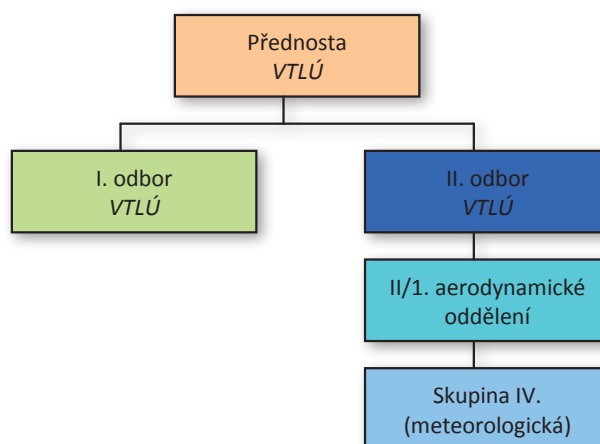 Přednosta
VTLÚ
I. odbor
VTLÚ
II. odbor
VTLÚ
II/1. aerodynamické
oddělení
Skupina IV.
(meteorologická)